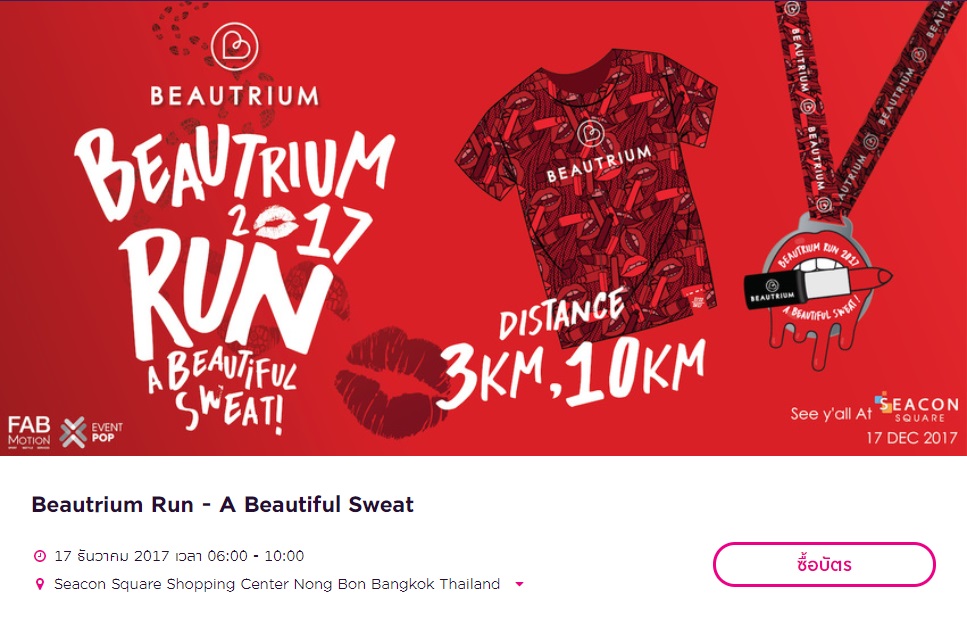 BEAUTRIUM
BEAUTRIUM
2017
RUN
A BEAUTIFUL
SWEAT!
BEAUTRIUM
DISTANCE
3KM, 10KM
BEAUTRIUM
BEAUTRIUM
BEAUTRIUM
BEAUTRIUM RUN 2017
BEAUTRIUM
A BEAUTIFUL SWEAT!
FAB
MOTION
EVENT
POP
See y'all At SEACON
SQUARE
17 DEC 2017
Beautrium Run - A Beautiful Sweat
17 ธันวาคม 2017 เวลา 06:00 - 10:00
Seacon Square Shopping Center Nong Bon Bangkok Thailand
ซื้อบัตร